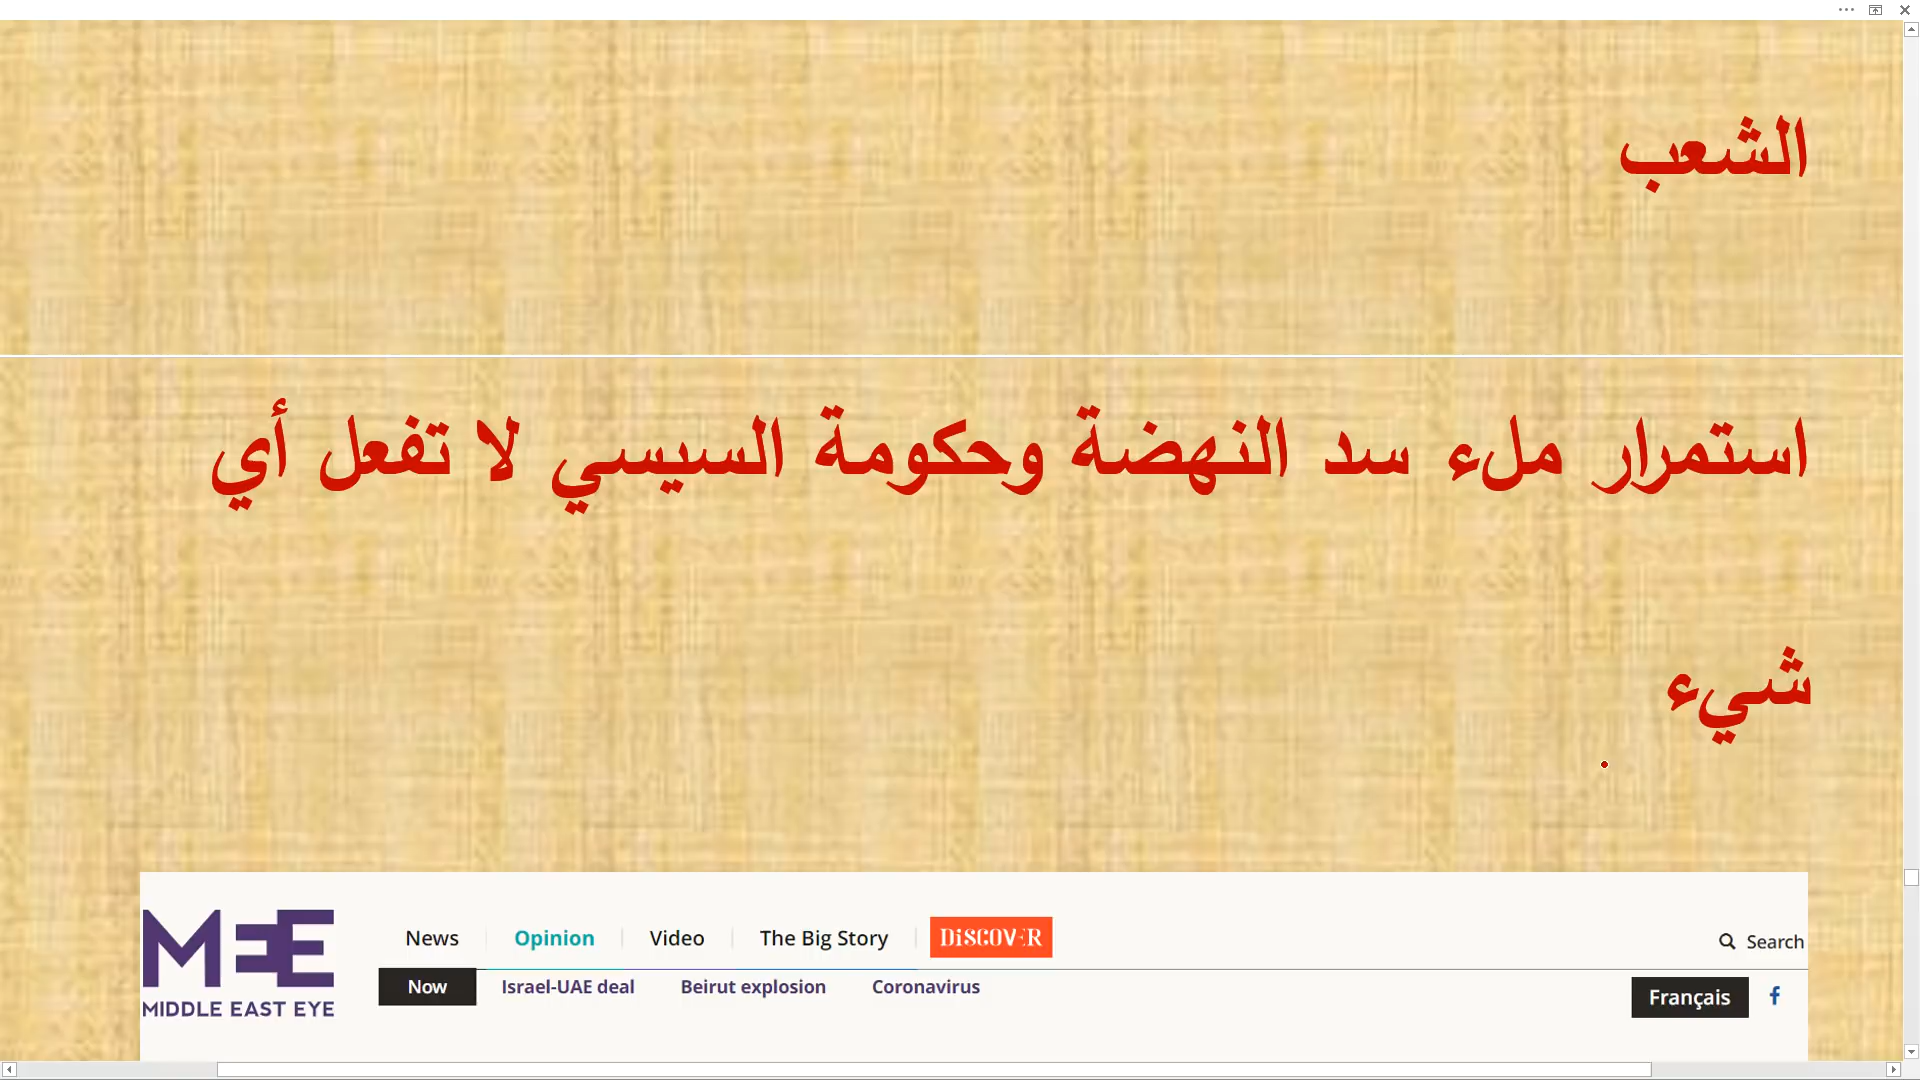 الشعب
استمرار ملء سد النهضة وحكومة السيسي لا تفعل أي
شيء
MEE
MIDDLE EAST EYE
News Opinion Video The Big Story DiSCOVER
Search
Now Israel-UAE deal Beirut explosion Coronavirus
Français f